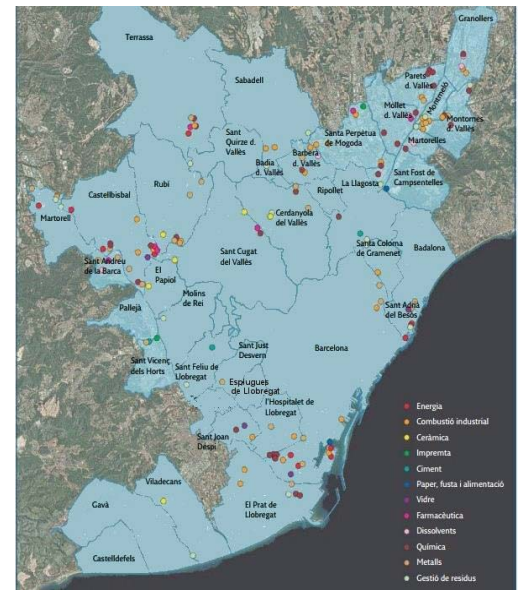 Granollers
Terrassa
Sabadell
Parets
d. Vallès
Montmeló
Mollet
d. Vallès
Montornès
d. Vallès
Sant
Quirze d.
Vallès
Santa Perpètua
de Mogoda
Martorelles
Barberà
d. Vallès
Badia
d. Vallès
Sant Fost de
Campsentelles
La Llagosta
Ripollet
Castellbisbal
Rubí
Martorell
Cerdanyola
del Vallès
Santa Coloma
de Gramenet
Badalona
Sant Cugat
del Vallès
Sant Andreu
de la Barca
El
Papiol
Molins
de Rei
Pallejà
Sant Adrià
del Besòs
Sant Just
Desvern
Barcelona
Sant Vicenç
dels Horts
Sant Feliu de
Llobregat
Esplugues
de Llobregat
l'Hospitalet de
Llobregat
Sant Joan
Despí
Viladecans
Gavà
El Prat de
Llobregat
Castelldefels
Energia
Combustió industrial
Ceràmica
Impremta
Ciment
Paper, fusta i alimentació
Vidre
Farmacèutica
Dissolvents
Química
Metalls
Gestió de residus